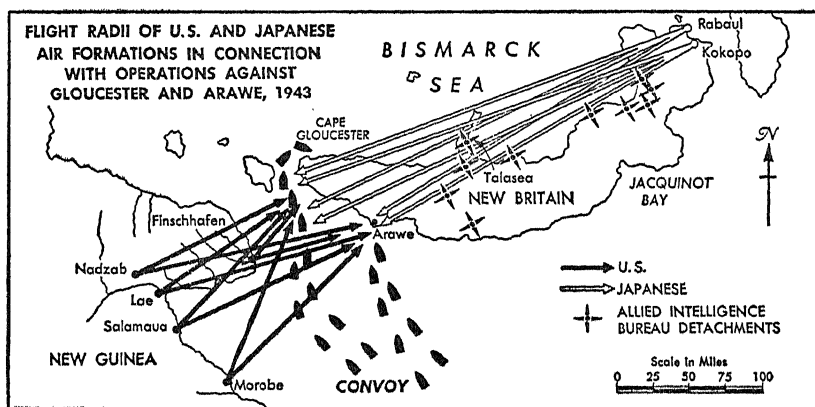 FLIGHT RADII OF U.S. AND JAPANESE
AIR FORMATIONS IN CONNECTION
WITH OPERATIONS AGAINST
GLOUCESTER AND ARAWE, 1943
BISMARCK
SEA
Rabaul
Kokopo
CAPE
GLOUCESTER
N
Talasea
NEW BRITAIN
JACQUINOT
BAY
Finschhafen
Arawe
Nadzab
Lae
Salamaua
NEW GUINEA
Morobe
CONVOY
U.S.
JAPANESE
ALLIED INTELLIGENCE
BUREAU DETACHMENTS
Scale in Miles
0 25 50 75 100